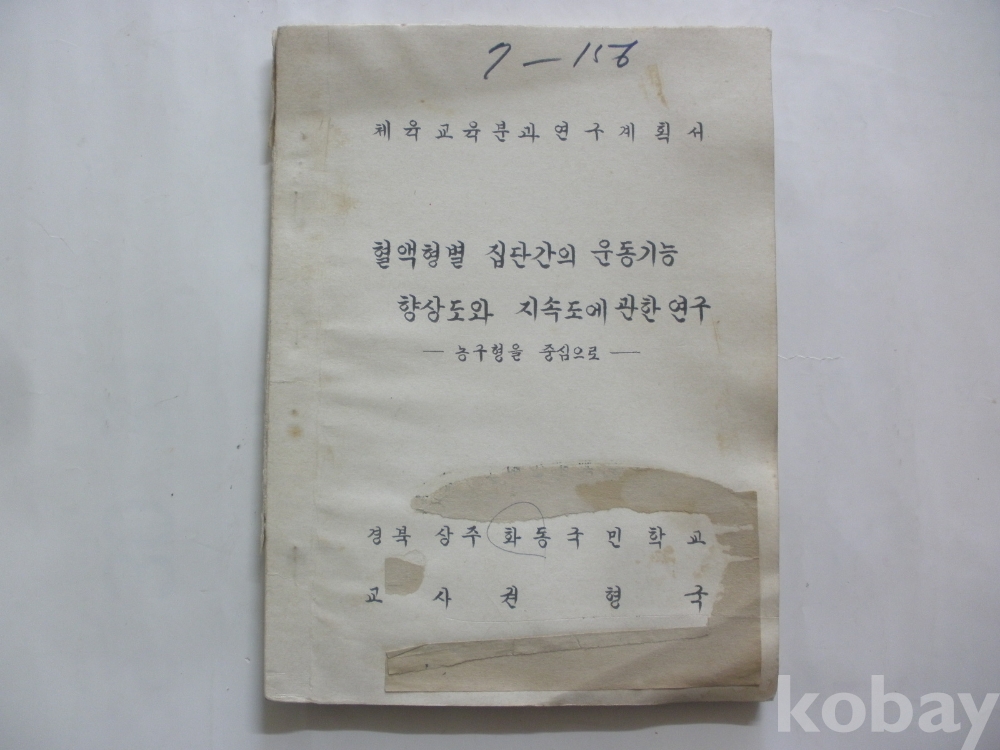 7-156
체육교육분과연구계획서
혈액형별 집단간의 운동기능
향상도와 지속도에 관한 연구
— 농구형을 중심으로 —
경북 상주 화동국민학교
교사 권형국
kobay